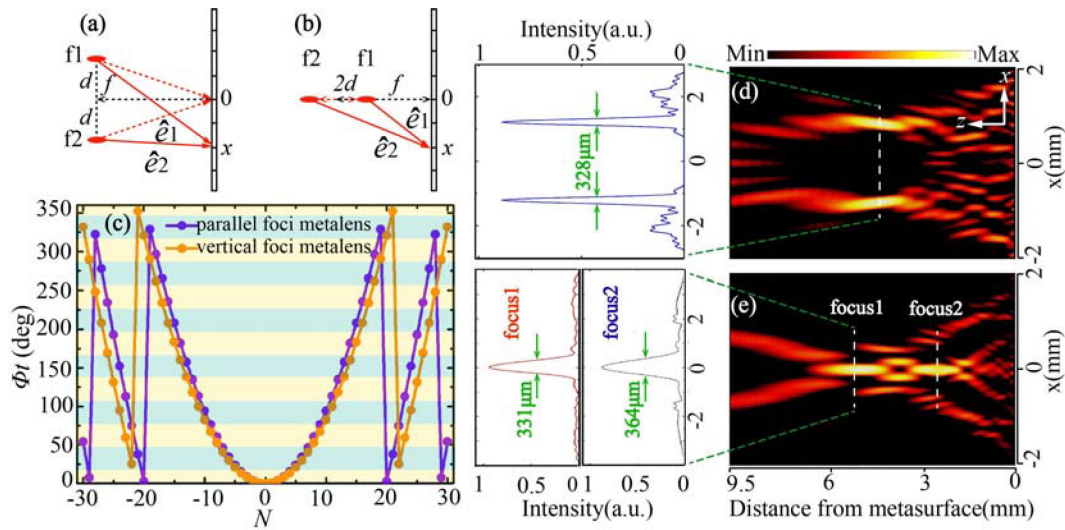 (a)
f1
d
f
0
d
f2
ê1
ê2
x
(b)
f2
f1
2d
f
0
ê1
ê2
x
(c)
350
300
250
200
150
100
50
0
Φt (deg)
parallel foci metalens
vertical foci metalens
-30
-20
-10
0
10
20
30
N
Intensity(a.u.)
1
0.5
0
328μm
2
0
-2
focus1
331μm
focus2
364μm
2
0
-2
1
0.5
0
1
0.5
0
Intensity(a.u.)
Min
Max
(d)
x
z
2
0
-2
x(mm)
(e)
focus1
focus2
2
0
-2
x(mm)
9.5
6
3
0
Distance from metasurface(mm)